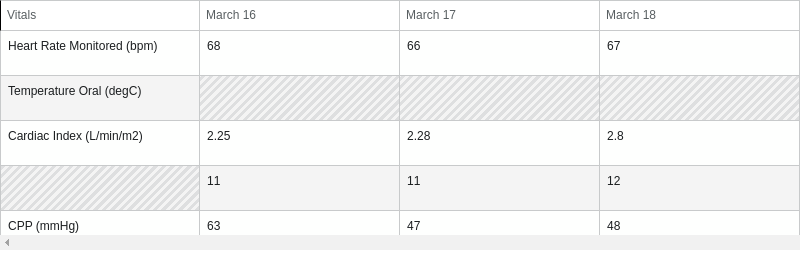 Vitals March 16 March 17 March 18
Heart Rate Monitored (bpm) 68 66 67
Temperature Oral (degC)
Cardiac Index (L/min/m2) 2.25 2.28 2.8
11 11 12
CPP (mmHg) 63 47 48